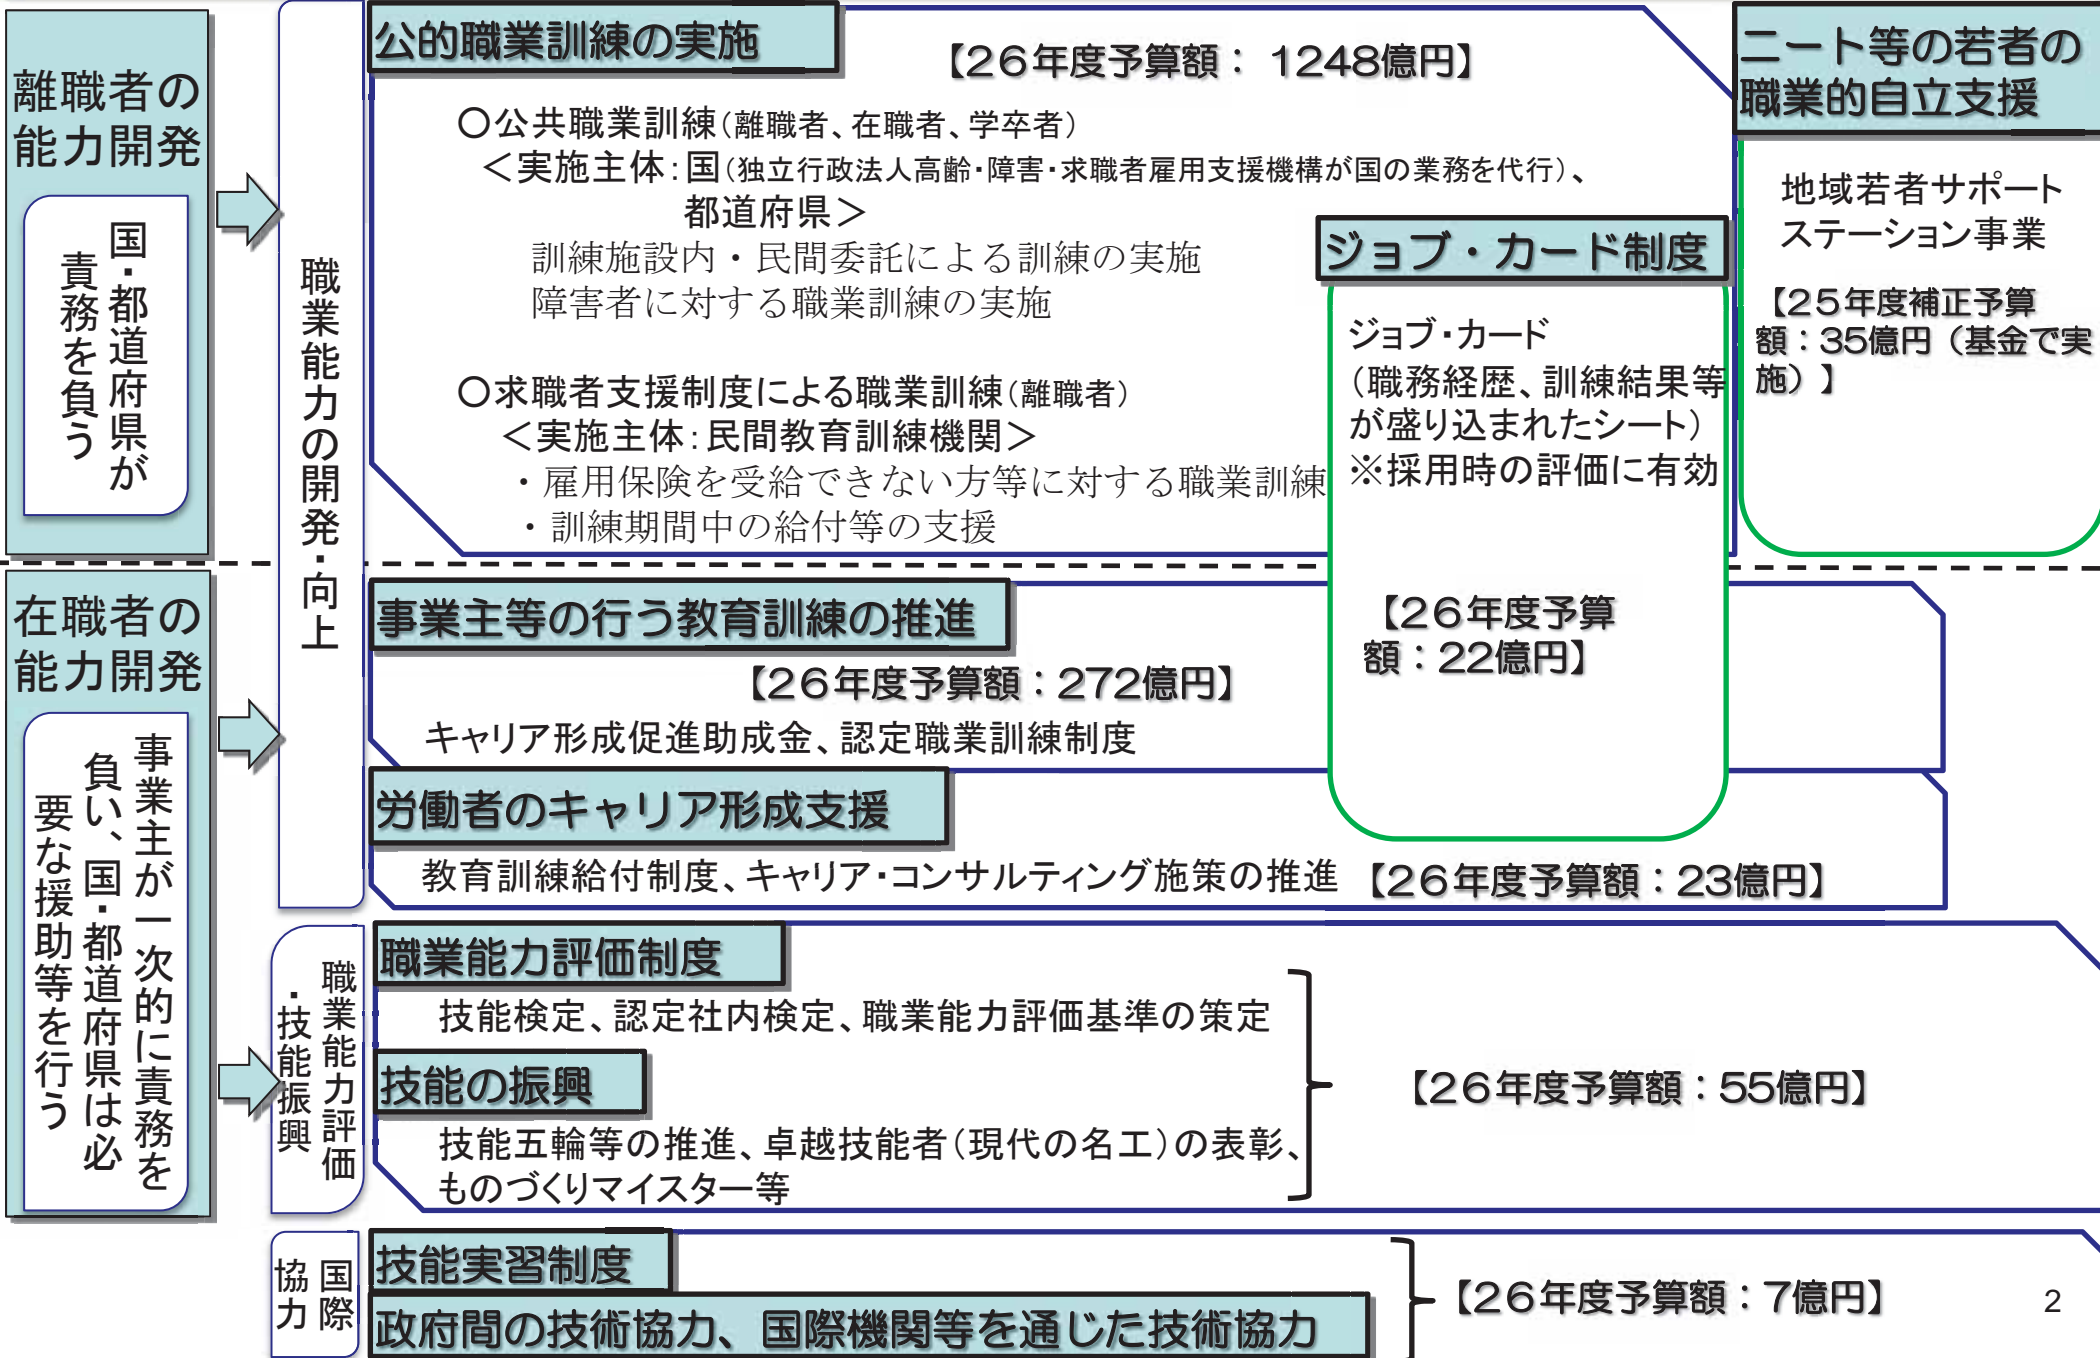 離職者の
能力開発
国・都道府県が
責務を負う
職業能力の開発・向上
公的職業訓練の実施
【26年度予算額： 1248億円】
○公共職業訓練（離職者、在職者、学卒者）
＜実施主体：国（独立行政法人高齢・障害・求職者雇用支援機構が国の業務を代行）、
都道府県＞
訓練施設内・民間委託による訓練の実施
障害者に対する職業訓練の実施
○求職者支援制度による職業訓練（離職者）
＜実施主体：民間教育訓練機関＞
・雇用保険を受給できない方等に対する職業訓練
・訓練期間中の給付等の支援
ジョブ・カード制度
ジョブ・カード
（職務経歴、訓練結果等
が盛り込まれたシート）
※採用時の評価に有効
【26年度予算
額：22億円】
ニート等の若者の
職業的自立支援
地域若者サポート
ステーション事業
【25年度補正予算
額：35億円（基金で実
施）】
在職者の
能力開発
事業主が一次的に責務を
負い、国・都道府県は必
要な援助等を行う
事業主等の行う教育訓練の推進
【26年度予算額：272億円】
キャリア形成促進助成金、認定職業訓練制度
労働者のキャリア形成支援
教育訓練給付制度、キャリア・コンサルティング施策の推進
【26年度予算額：23億円】
職業能力評価
・技能振興
職業能力評価制度
技能検定、認定社内検定、職業能力評価基準の策定
技能の振興
技能五輪等の推進、卓越技能者（現代の名工）の表彰、
ものづくりマイスター等
【26年度予算額：55億円】
国際
協力
技能実習制度
政府間の技術協力、国際機関等を通じた技術協力
【26年度予算額：7億円】
2